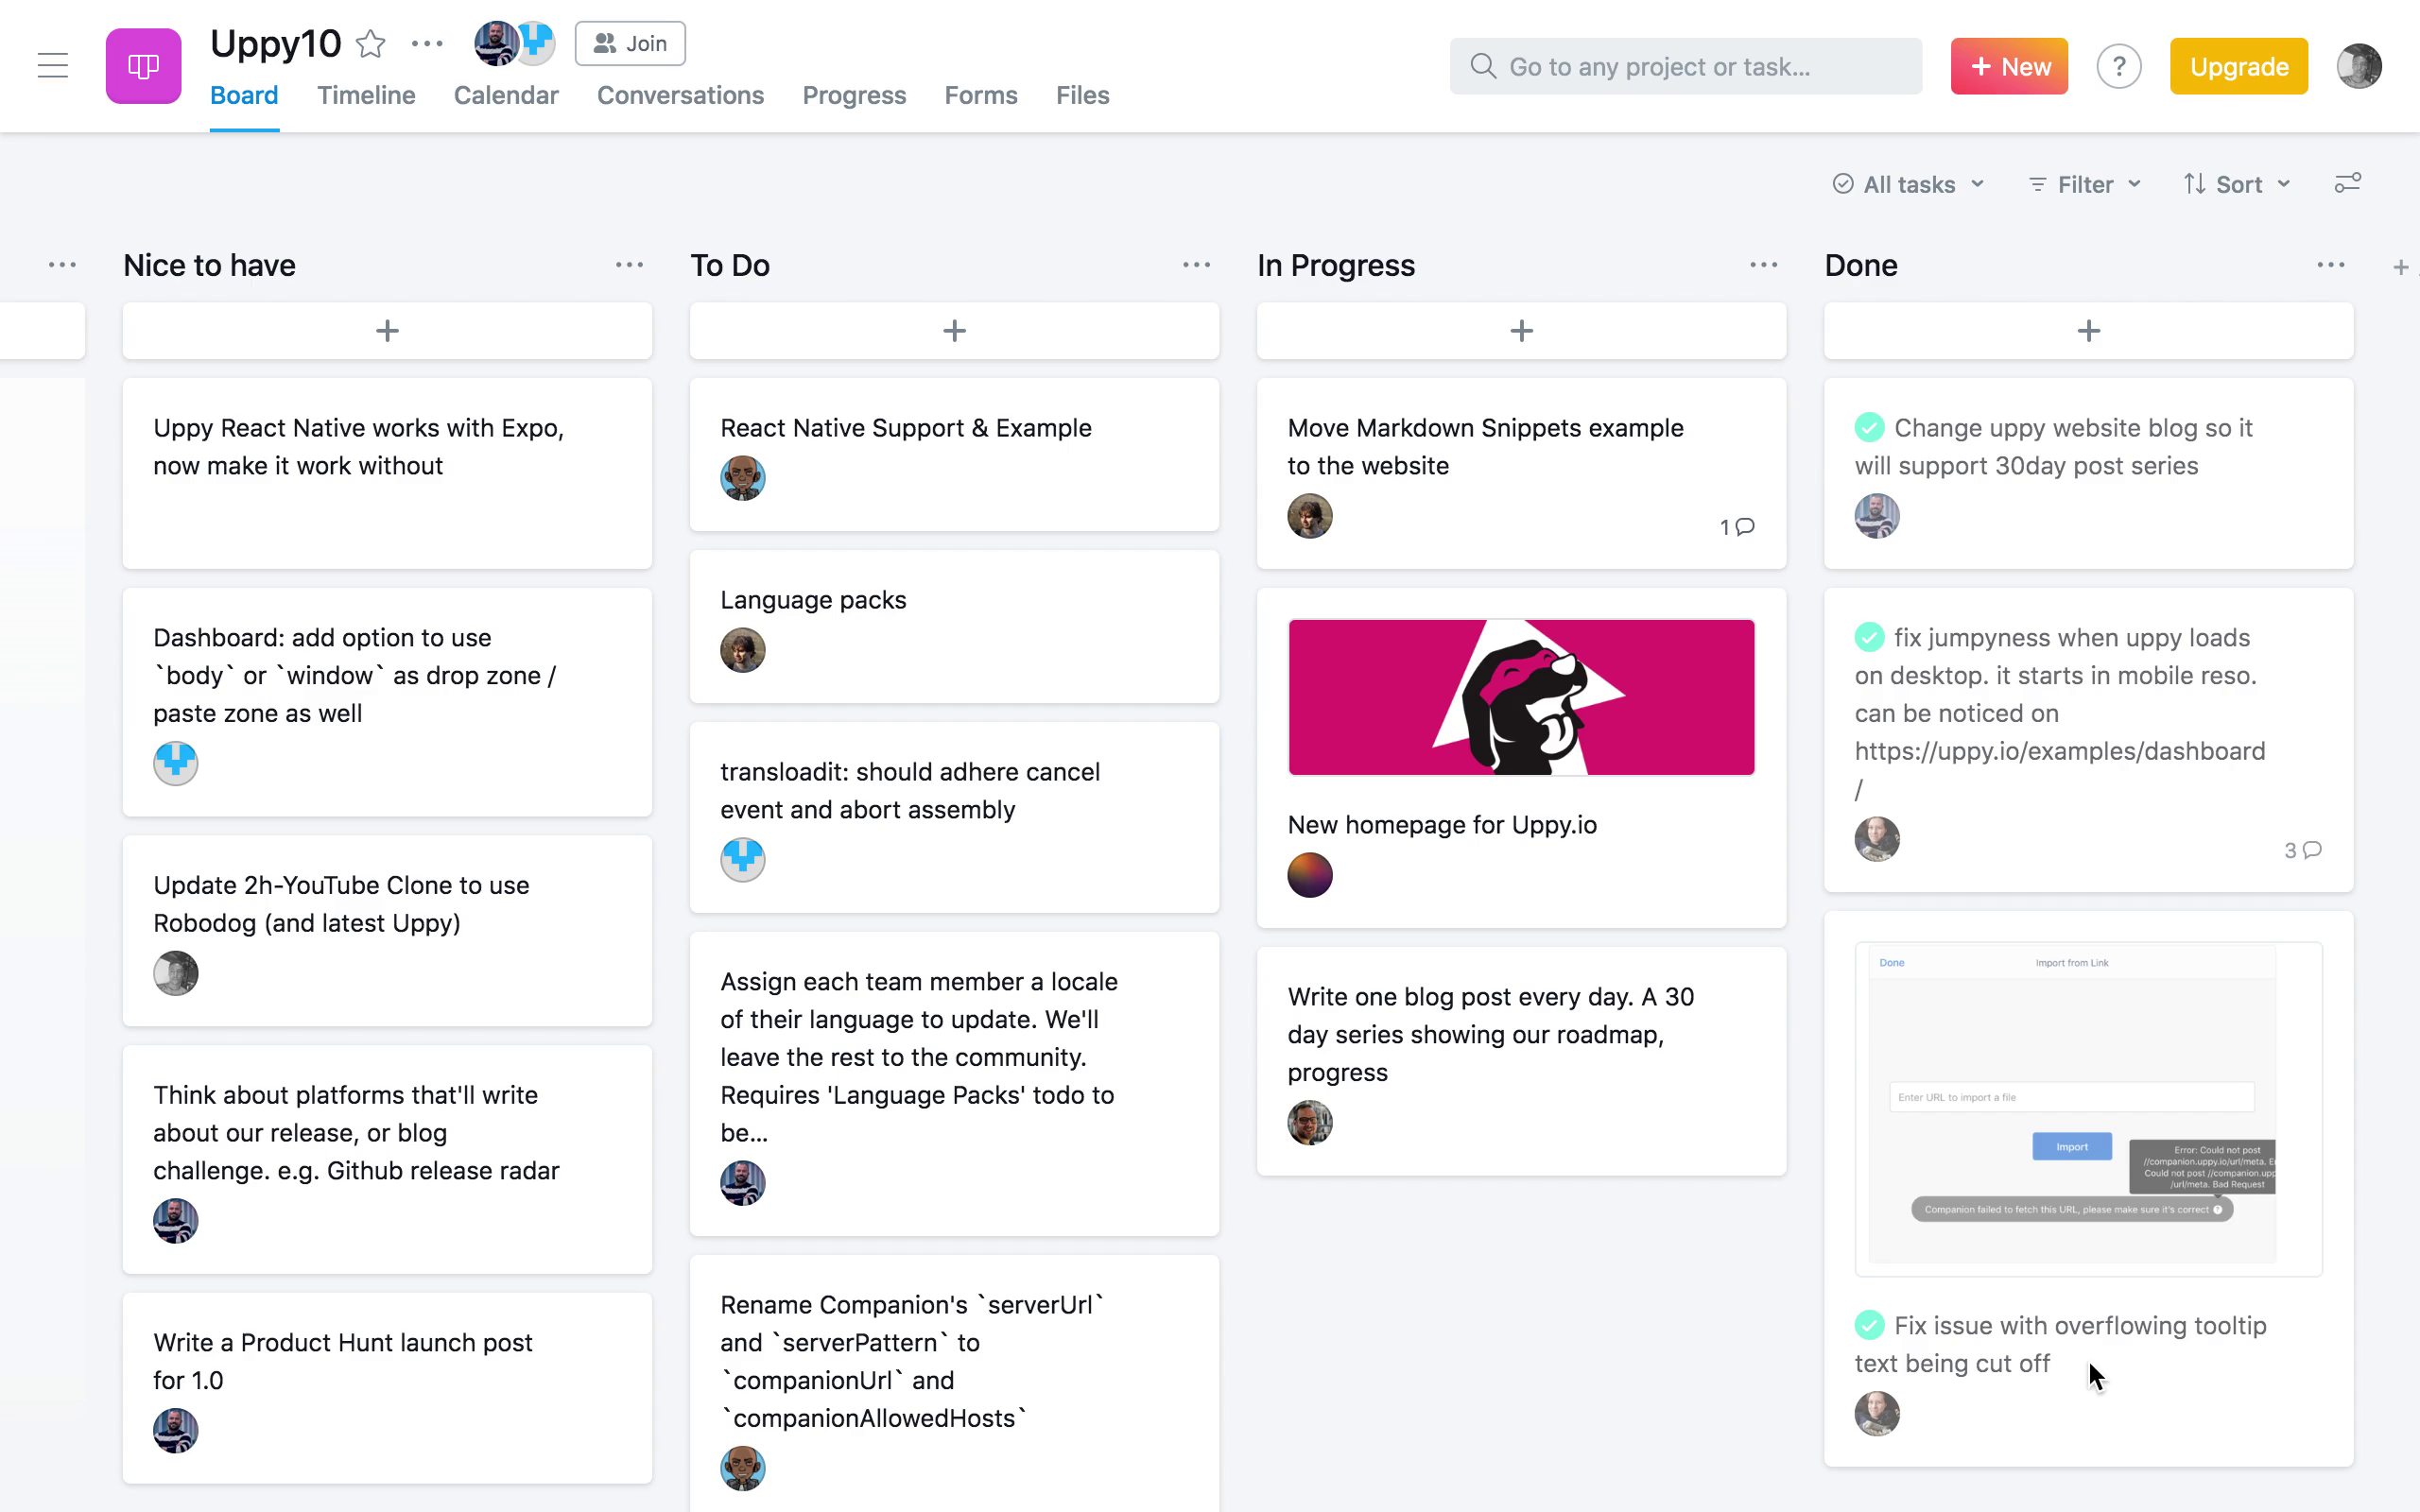 Uppy10
Join
Board Timeline Calendar Conversations Progress Forms Files
Go to any project or task...
+ New
?
Upgrade
All tasks
Filter
Sort
Nice to have
Uppy React Native works with Expo,
now make it work without
Dashboard: add option to use
`body` or `window` as drop zone /
paste zone as well
Update 2h-YouTube Clone to use
Robodog (and latest Uppy)
Think about platforms that'll write
about our release, or blog
challenge. e.g. Github release radar
Write a Product Hunt launch post
for 1.0
To Do
React Native Support & Example
Language packs
transloadit: should adhere cancel
event and abort assembly
Assign each team member a locale
of their language to update. We'll
leave the rest to the community.
Requires 'Language Packs' todo to
be...
Rename Companion's `serverUrl`
and `serverPattern` to
`companionUrl` and
`companionAllowedHosts`
In Progress
Move Markdown Snippets example
to the website
1
New homepage for Uppy.io
Write one blog post every day. A 30
day series showing our roadmap,
progress
Done
Change uppy website blog so it
will support 30day post series
fix jumpyness when uppy loads
on desktop. it starts in mobile reso.
can be noticed on
https://uppy.io/examples/dashboard
/
3
Done Import from Link
Enter URL to import a file
Import
Error: Could not post
//companion.uppy.io/url/meta.
Could not post //companion.upp
/url/meta. Bad Request
Companion failed to fetch this URL, please make sure it's correct ?
Fix issue with overflowing tooltip
text being cut off